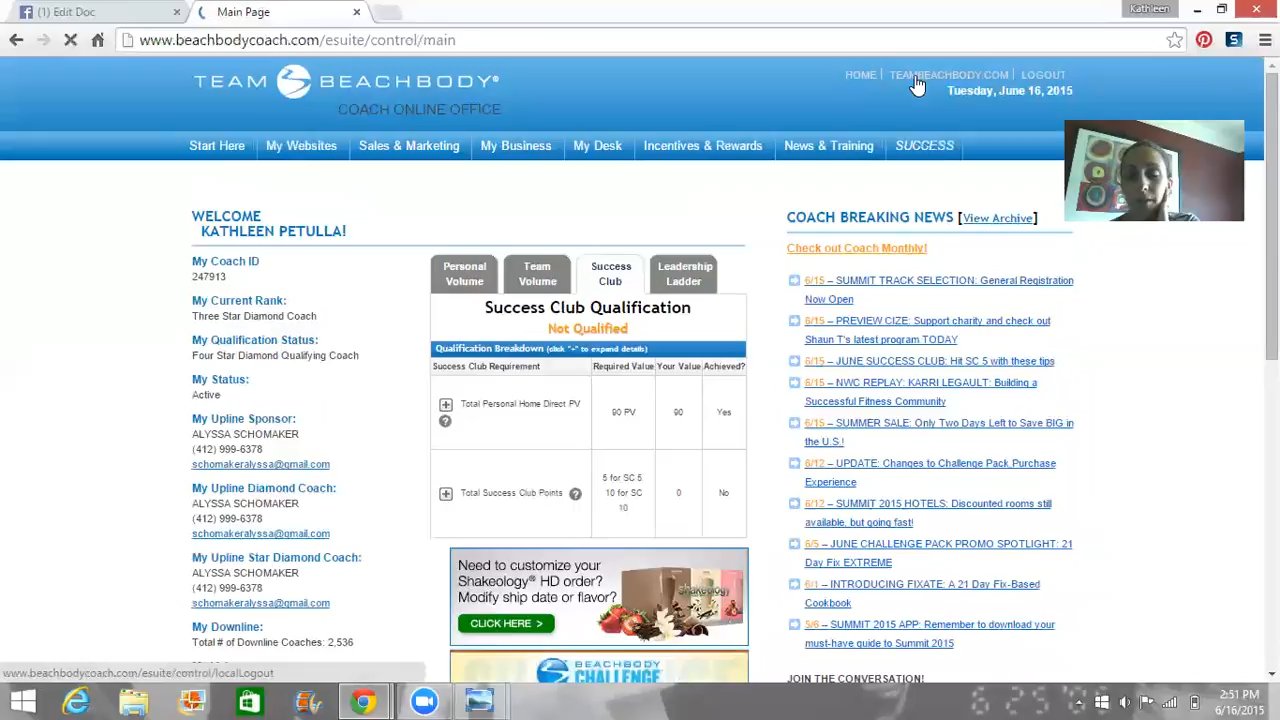 (1) Edit Doc
Main Page
Kathleen
www.beachbodycoach.com/esuite/control/main
TEAM BEACHBODY®
COACH ONLINE OFFICE
HOME | TEAMBEACHBODY.COM | LOGOUT
Tuesday, June 16, 2015
Start Here
My Websites
Sales & Marketing
My Business
My Desk
Incentives & Rewards
News & Training
SUCCESS
WELCOME
KATHLEEN PETULLA!
My Coach ID
247913
My Current Rank:
Three Star Diamond Coach
My Qualification Status:
Four Star Diamond Qualifying Coach
My Status:
Active
My Upline Sponsor:
ALYSSA SCHOMAKER
(412) 999-6378
schomakeralyssa@gmail.com
My Upline Diamond Coach:
ALYSSA SCHOMAKER
(412) 999-6378
schomakeralyssa@gmail.com
My Upline Star Diamond Coach:
ALYSSA SCHOMAKER
(412) 999-6378
schomakeralyssa@gmail.com
My Downline:
Total # of Downline Coaches: 2,536
Personal
Volume
Team
Volume
Success
Club
Leadership
Ladder
Success Club Qualification
Not Qualified
Qualification Breakdown (click "+" to expand details)
Success Club Requirement Required Value Your Value Achieved?
Total Personal Home Direct PV 90 PV 90 Yes
Total Success Club Points
5 for SC 5
10 for SC
10
0 No
Need to customize your
Shakeology® HD order?
Modify ship date or flavor?
CLICK HERE >
Shakeology
BEACHBODY
CHALLENGE
COACH BREAKING NEWS [View Archive]
Check out Coach Monthly!
6/15 – SUMMIT TRACK SELECTION: General Registration
Now Open
6/15 – PREVIEW CIZE: Support charity and check out
Shaun T's latest program TODAY
6/15 – JUNE SUCCESS CLUB: Hit SC 5 with these tips
6/15 – NWC REPLAY: KARRI LEGAULT: Building a
Successful Fitness Community
6/15 – SUMMER SALE: Only Two Days Left to Save BIG in
the U.S.!
6/12 – UPDATE: Changes to Challenge Pack Purchase
Experience
6/12 – SUMMIT 2015 HOTELS: Discounted rooms still
available, but going fast!
6/5 – JUNE CHALLENGE PACK PROMO SPOTLIGHT: 21
Day Fix EXTREME
6/1 – INTRODUCING FIXATE: A 21 Day Fix-Based
Cookbook
5/6 – SUMMIT 2015 APP: Remember to download your
must-have guide to Summit 2015
JOIN THE CONVERSATION!
www.beachbodycoach.com/esuite/control/localLogout
2:51 PM
6/16/2015